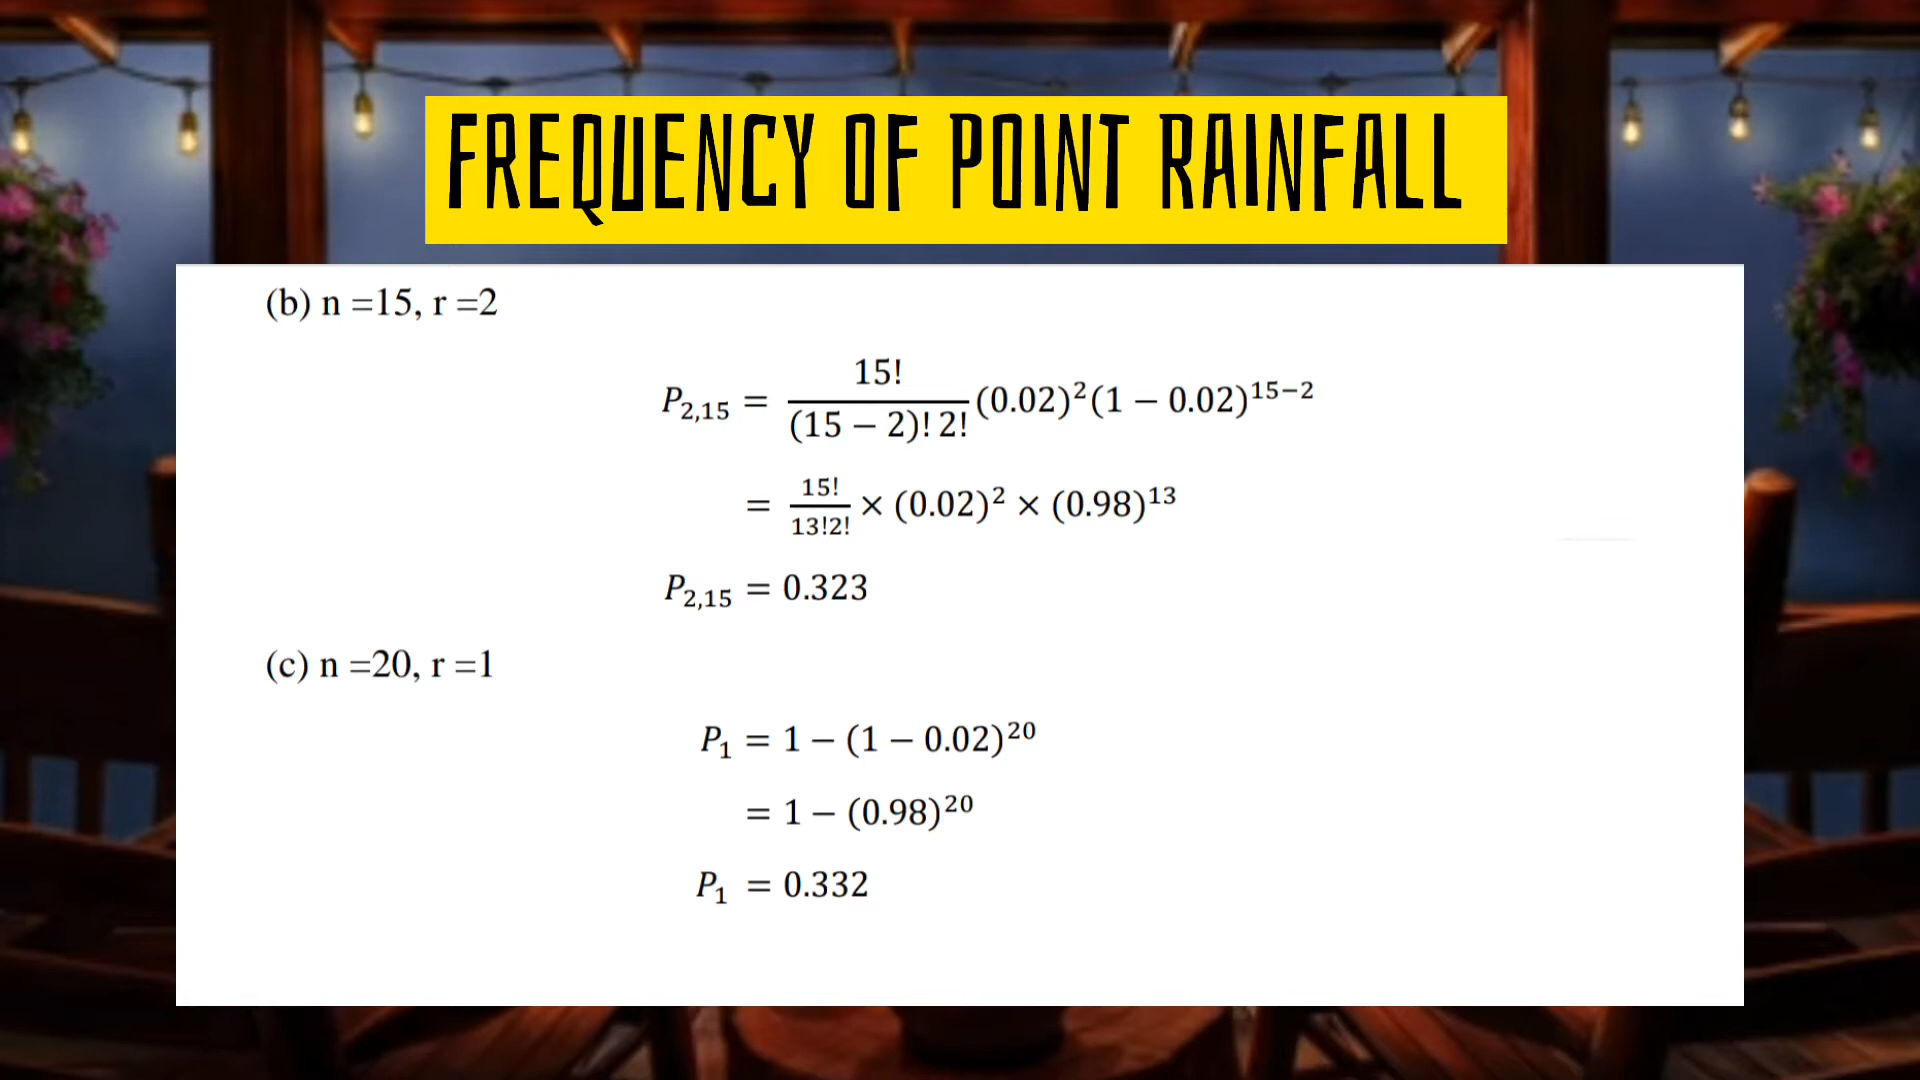 FREQUENCY OF POINT RAINFALL
(b) n =15, r =2
P₂,₁₅ = 15! / (15 − 2)! 2! (0.02)²(1 − 0.02)¹⁵⁻²
= 15! / 13!2! × (0.02)² × (0.98)¹³
P₂,₁₅ = 0.323
(c) n =20, r =1
P₁ = 1 − (1 − 0.02)²⁰
= 1 − (0.98)²⁰
P₁ = 0.332